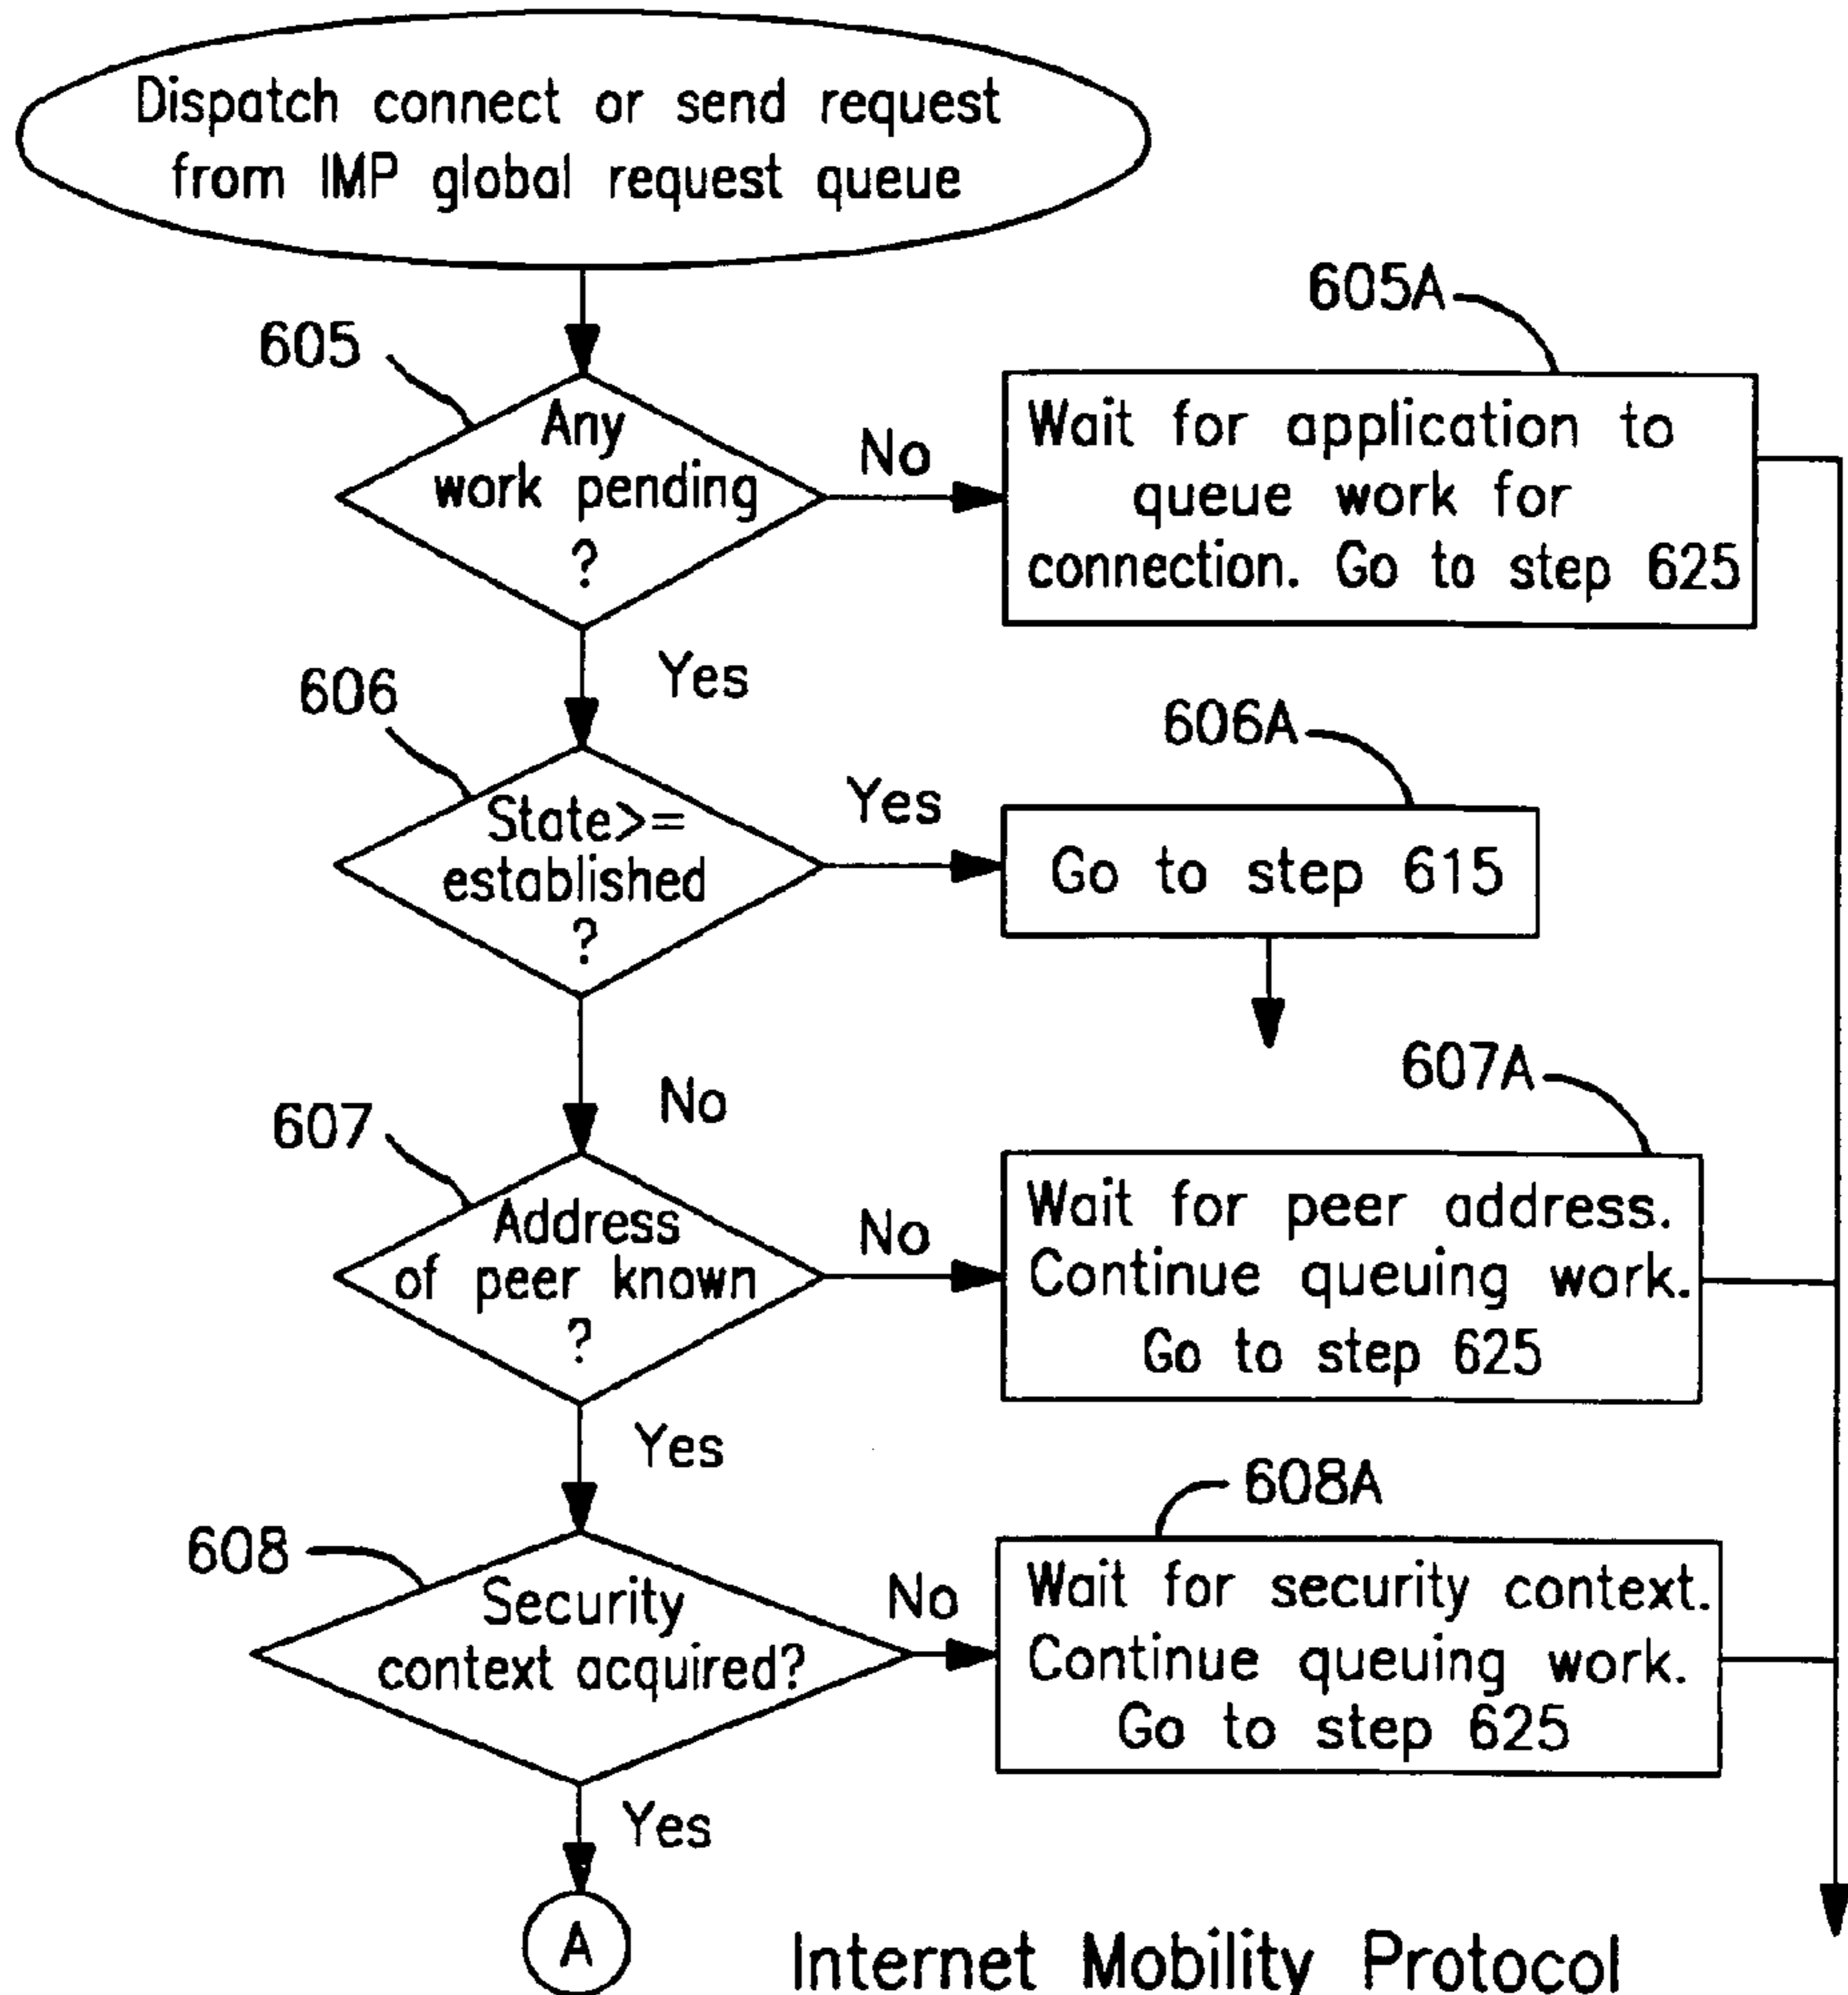 Dispatch connect or send request
from IMP global request queue
605
Any
work pending
?
No
605A
Wait for application to
queue work for
connection. Go to step 625
Yes
606
State>=
established
?
Yes
606A
Go to step 615
No
607
Address
of peer known
?
No
607A
Wait for peer address.
Continue queuing work.
Go to step 625
Yes
608
Security
context acquired?
No
608A
Wait for security context.
Continue queuing work.
Go to step 625
Yes
A
Internet Mobility Protocol